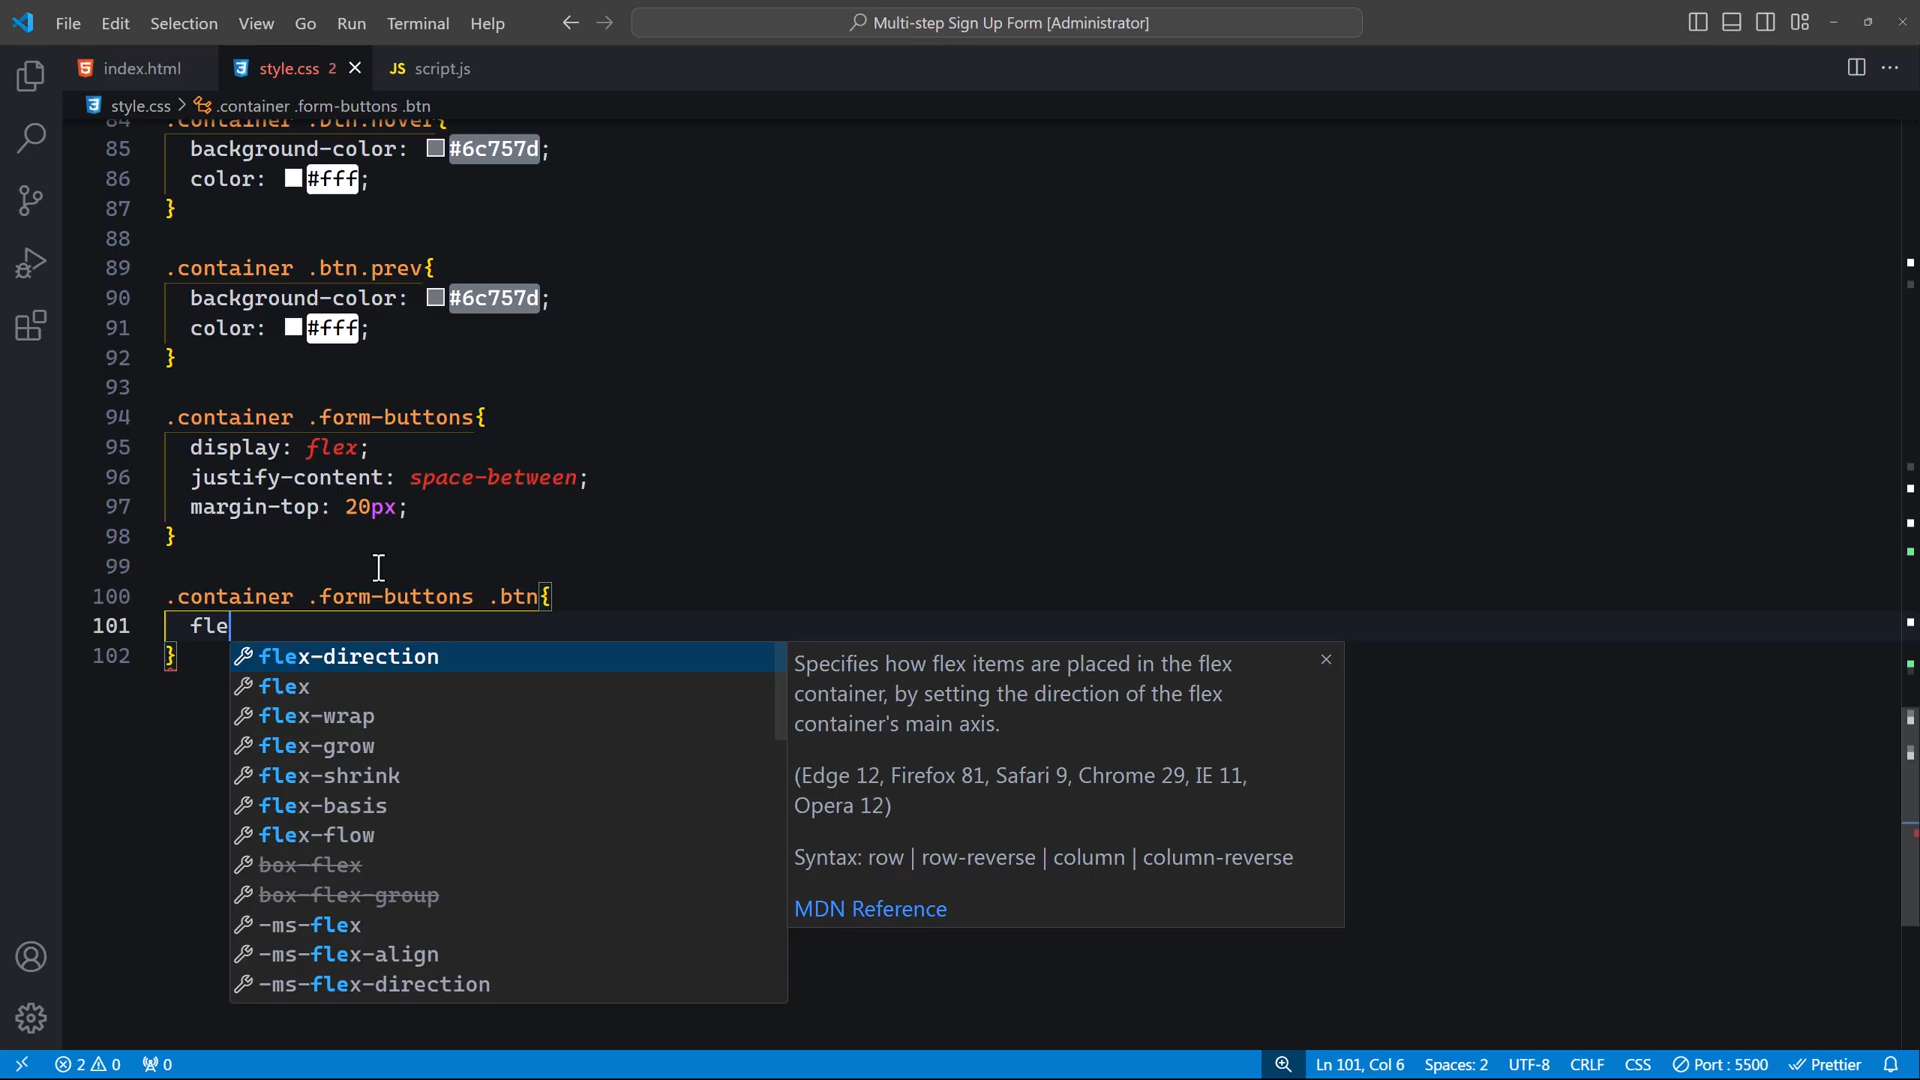 File Edit Selection View Go Run Terminal Help
Multi-step Sign Up Form [Administrator]
index.html
style.css 2
JS script.js
style.css > .container .form-buttons .btn
84 .container .btn:hover{
85 background-color: #6c757d;
86 color: #fff;
87 }
88
89 .container .btn.prev{
90 background-color: #6c757d;
91 color: #fff;
92 }
93
94 .container .form-buttons{
95 display: flex;
96 justify-content: space-between;
97 margin-top: 20px;
98 }
99
100 .container .form-buttons .btn{
101 fle
102 }
flex-direction
flex
flex-wrap
flex-grow
flex-shrink
flex-basis
flex-flow
box-flex
box-flex-group
-ms-flex
-ms-flex-align
-ms-flex-direction
Specifies how flex items are placed in the flex
container, by setting the direction of the flex
container's main axis.
(Edge 12, Firefox 81, Safari 9, Chrome 29, IE 11,
Opera 12)
Syntax: row | row-reverse | column | column-reverse
MDN Reference
2 0 0 Ln 101, Col 6 Spaces: 2 UTF-8 CRLF CSS Port : 5500 Prettier